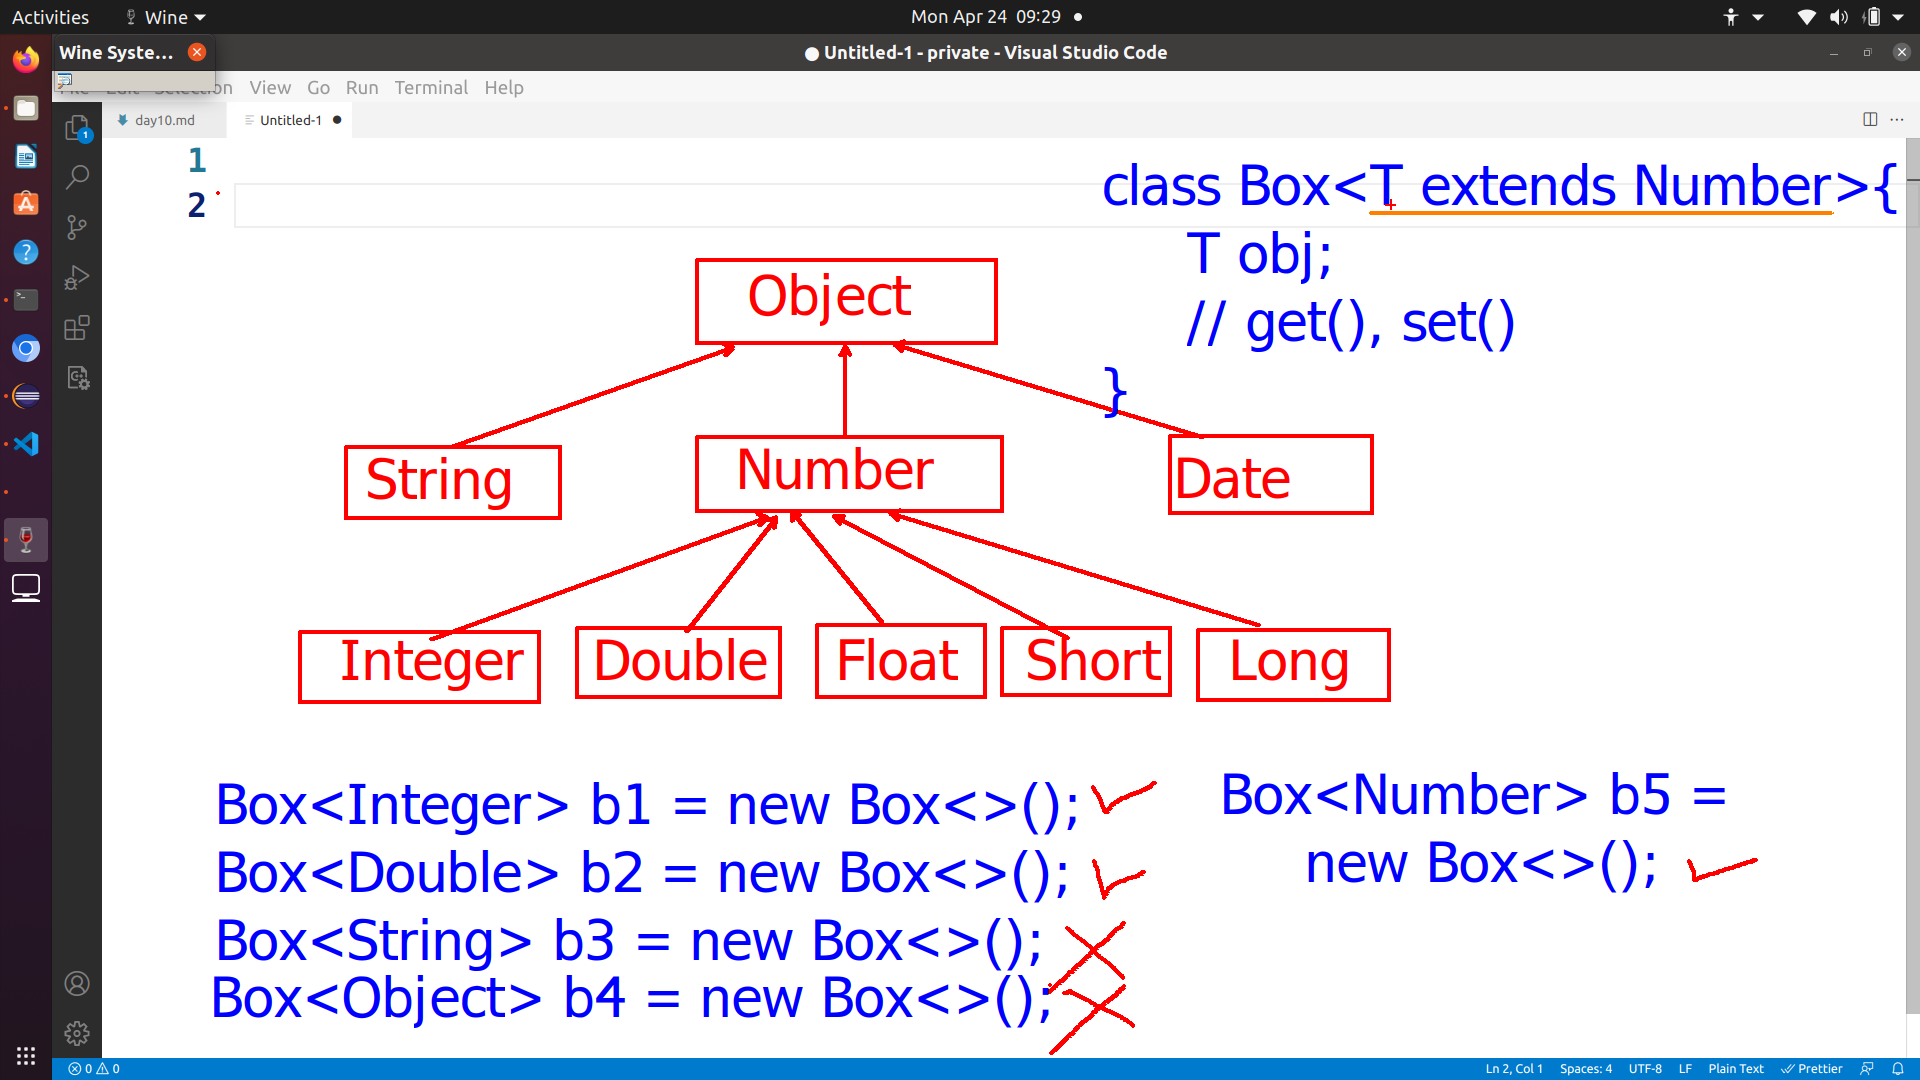 Activities
Wine
Mon Apr 24 09:29
Wine Syste...
● Untitled-1 - private - Visual Studio Code
Selection View Go Run Terminal Help
day10.md
Untitled-1
1
1
2
class Box<T extends Number>{
T obj;
// get(), set()
}
Object
String
Number
Date
Integer
Double
Float
Short
Long
Box<Integer> b1 = new Box<>();
Box<Double> b2 = new Box<>();
Box<String> b3 = new Box<>();
Box<Object> b4 = new Box<>();
Box<Number> b5 =
new Box<>();
0 0
Ln 2, Col 1 Spaces: 4 UTF-8 LF Plain Text Prettier